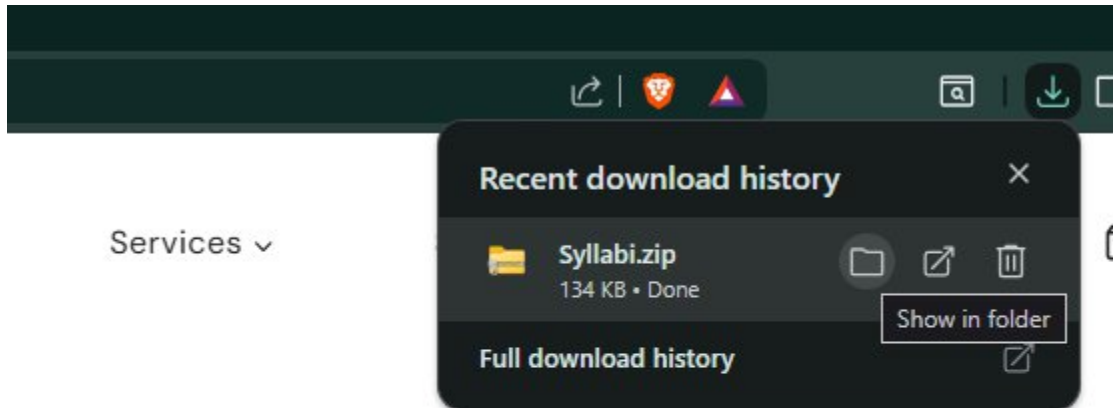 Recent download history
Services
Syllabi.zip
134 KB • Done
Show in folder
Full download history